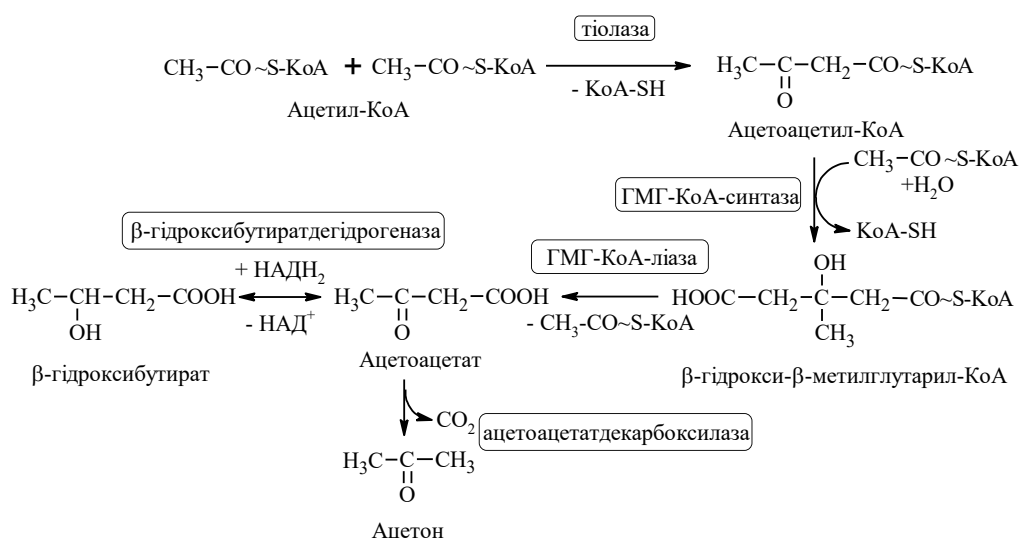 тіолаза
CH₃–CO~S-KoA + CH₃–CO~S-KoA
- KoA-SH
H₃C–C–CH₂–CO~S-KoA
O
Ацетил-КоА
Ацетоацетил-КоА
CH₃–CO~S-KoA
+H₂O
ГМГ-КоА-синтаза
KoA-SH
β-гідроксибутиратдегідрогеназа
ГМГ-КоА-ліаза
+ НАДН₂
- НАД⁺
H₃C–CH–CH₂–COOH
OH
β-гідроксибутират
H₃C–C–CH₂–COOH
O
Ацетоацетат
- CH₃-CO~S-KoA
OH
HOOC–CH₂–C–CH₂–CO~S-KoA
CH₃
β-гідрокси-β-метилглутарил-КоА
CO₂
ацетоацетатдекарбоксилаза
H₃C–C–CH₃
O
Ацетон